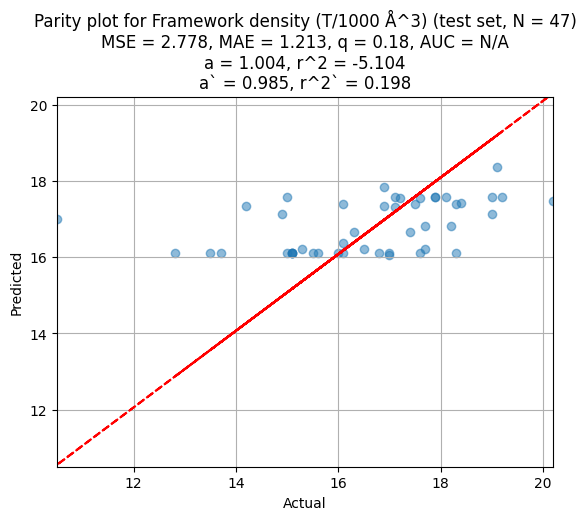 Parity plot for Framework density (T/1000 Å^3) (test set, N = 47)
MSE = 2.778, MAE = 1.213, q = 0.18, AUC = N/A
a = 1.004, r^2 = -5.104
a` = 0.985, r^2` = 0.198
20
18
16
14
12
Predicted
12 14 16 18 20
Actual